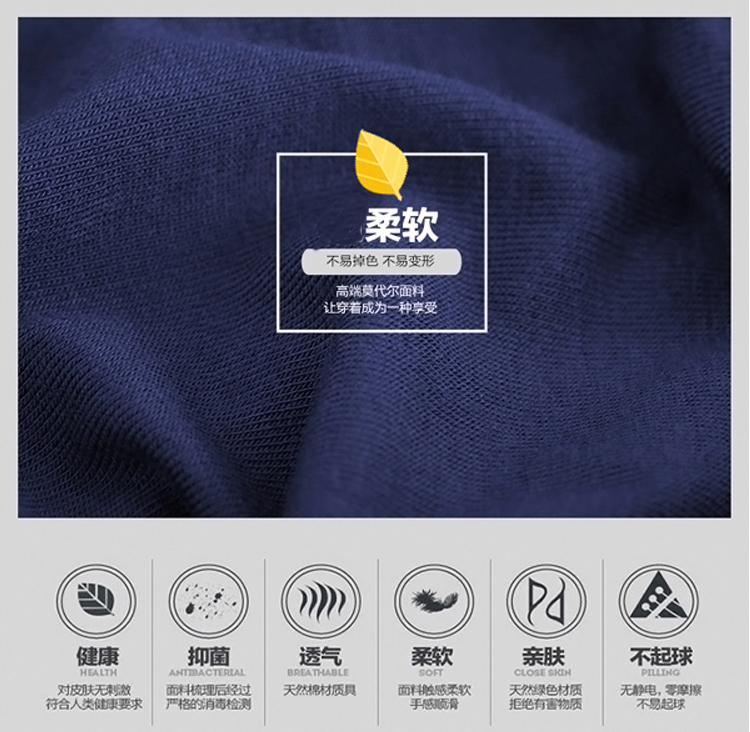 柔软
不易掉色 不易变形
高端莫代尔面料
让穿着成为一种享受
健康
HEALTH
对皮肤无刺激
符合人类健康要求
抑菌
ANTIBACTERIAL
面料梳理后经过
严格的消毒检测
透气
BREATHABLE
天然棉材质具
柔软
SOFT
面料触感柔软
手感顺滑
亲肤
CLOSE SKIN
天然绿色材质
拒绝有害物质
不起球
PILLING
无静电，零摩擦
不易起球